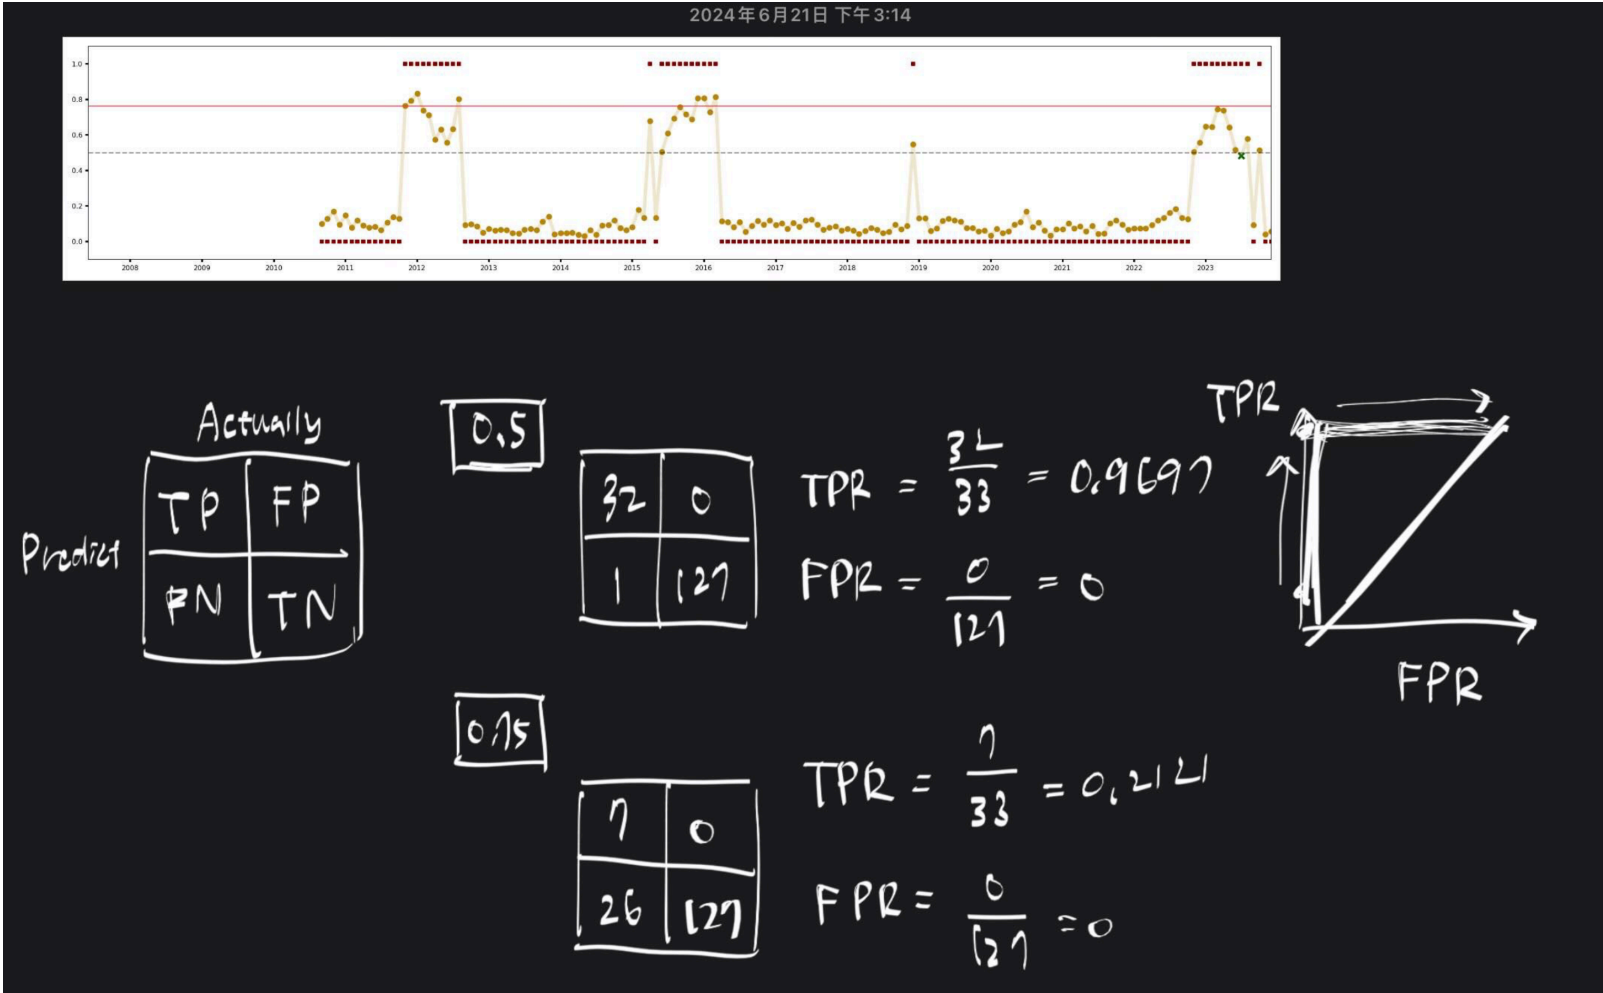 2024年6月21日 下午3:14
1.0
0.8
0.6
0.4
0.2
0.0
2008 2009 2010 2011 2012 2013 2014 2015 2016 2017 2018 2019 2020 2021 2022 2023
Actually
Predict
TP FP
FN TN
0.5
32 0
1 127
TPR = 32/33 = 0.9697
FPR = 0/127 = 0
TPR
FPR
0.75
7 0
26 127
TPR = 7/33 = 0.2121
FPR = 0/127 = 0